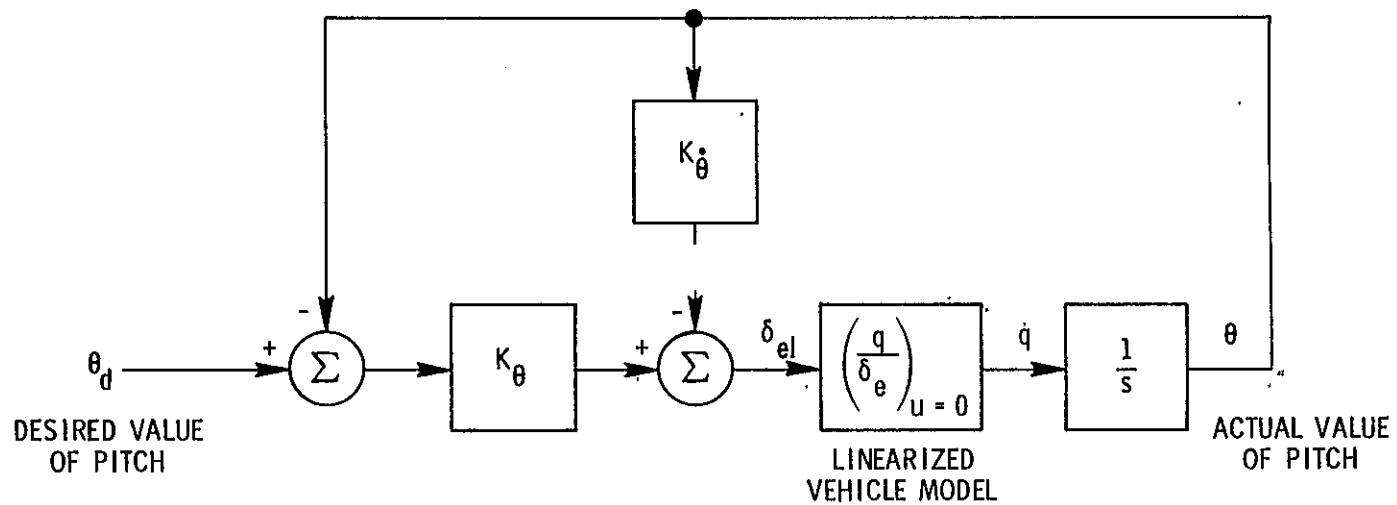 K_θ̇
-
-
+
θ_d
Σ
K_θ
+
Σ
δ_el
(q/δ_e)_u = 0
q̇
1/s
θ
DESIRED VALUE
OF PITCH
LINEARIZED
VEHICLE MODEL
ACTUAL VALUE
OF PITCH